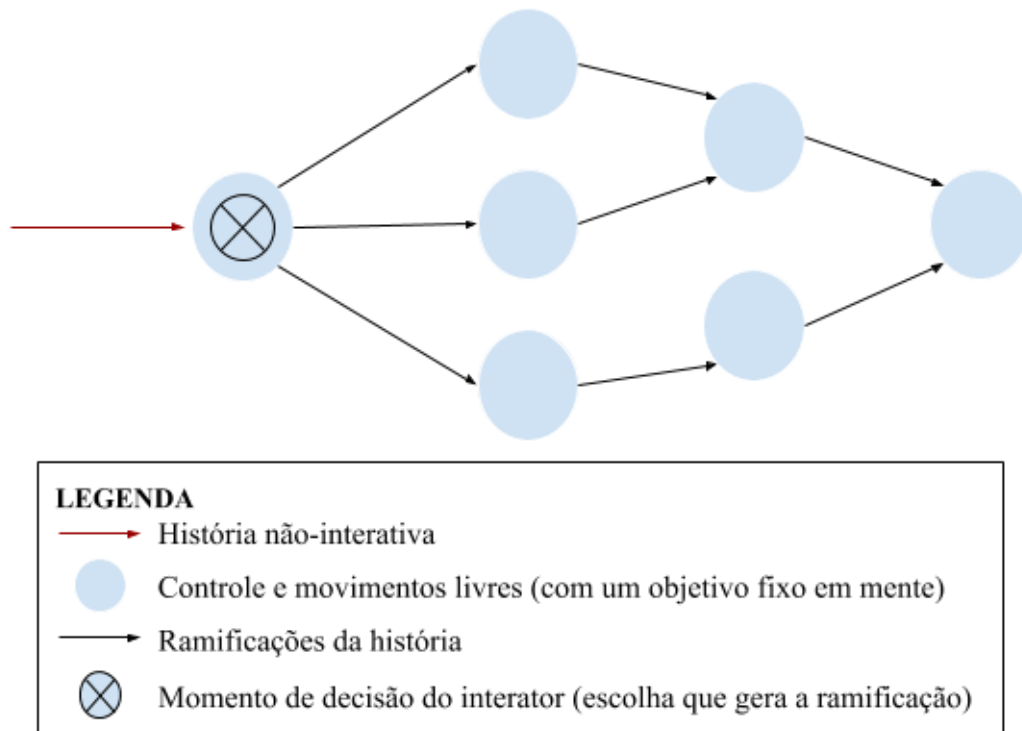 LEGENDA
História não-interativa
Controle e movimentos livres (com um objetivo fixo em mente)
Ramificações da história
Momento de decisão do interator (escolha que gera a ramificação)